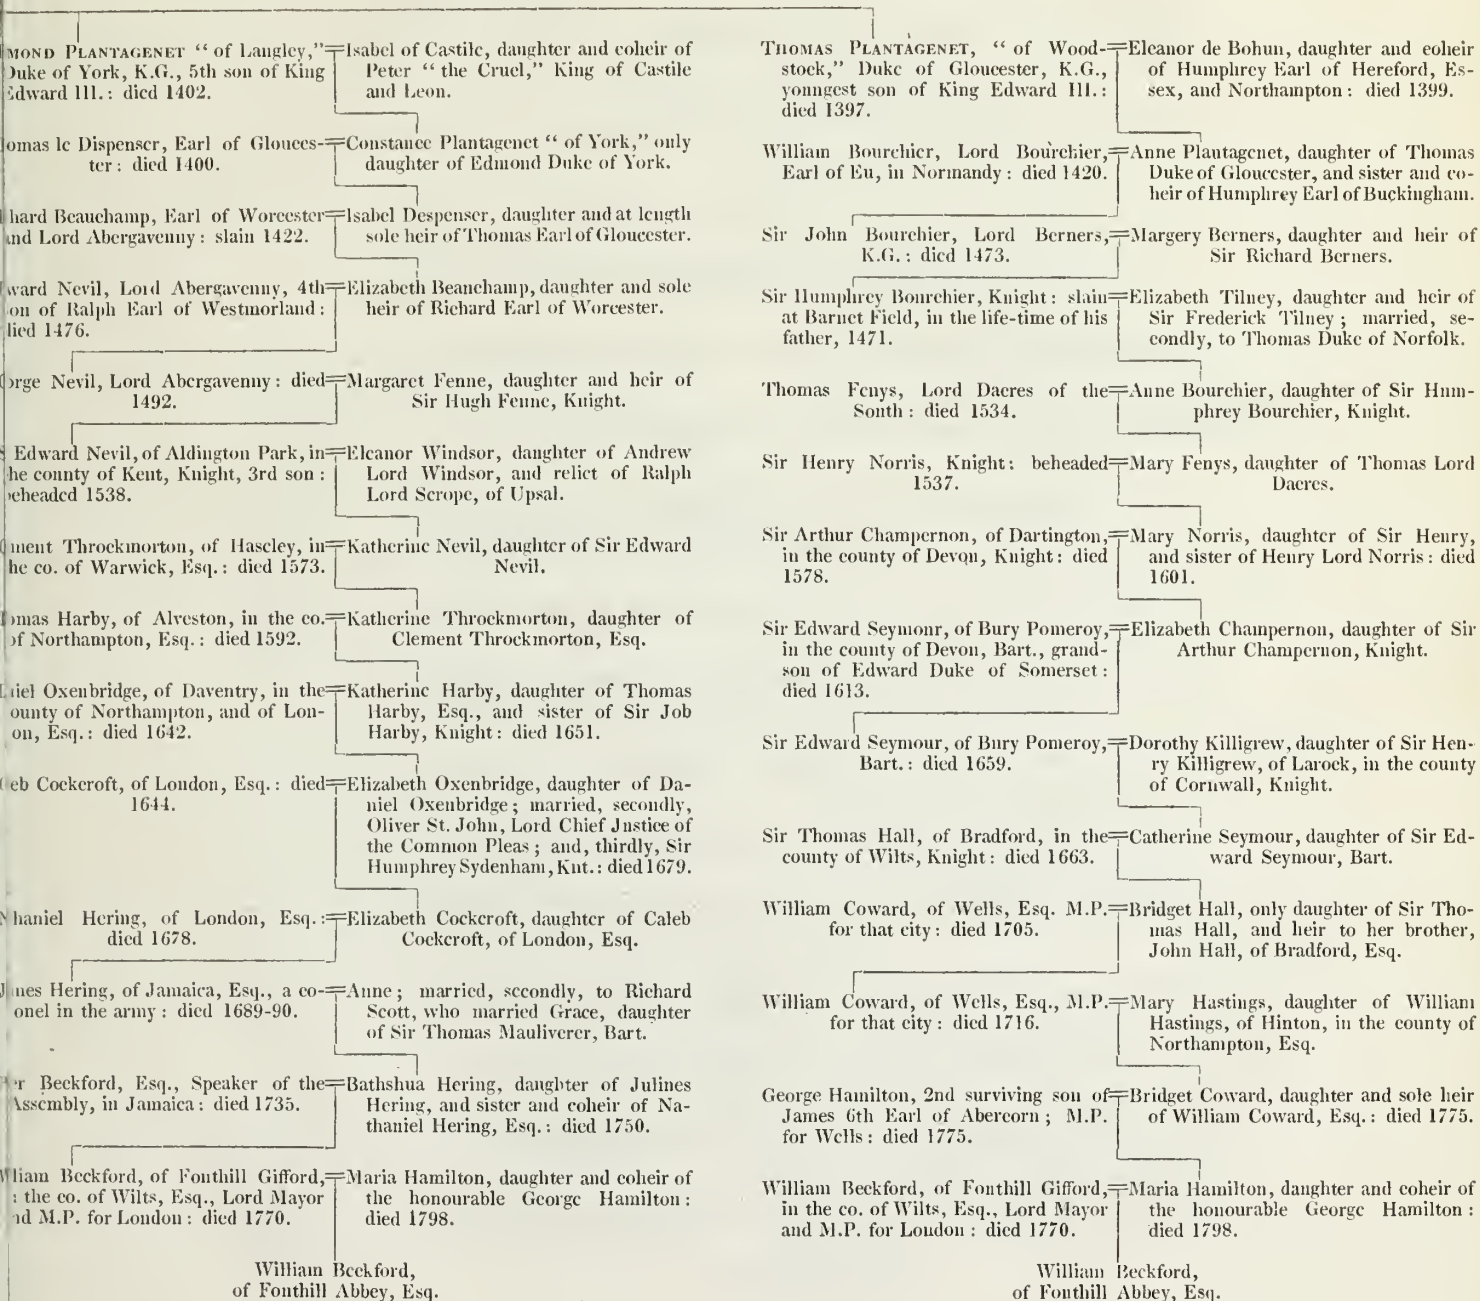 MOND PLANTAGENET “ of Langley,”
Duke of York, K.G., 5th son of King
Edward III.: died 1402.
Isabel of Castile, daughter and coheir of
Peter “ the Cruel,” King of Castile
and Leon.
omas le Dispenser, Earl of Glouces-
ter: died 1400.
Constance Plantagenet “ of York,” only
daughter of Edmond Duke of York.
hard Beauchamp, Earl of Worcester
and Lord Abergavenny: slain 1422.
Isabel Despenser, daughter and at length
sole heir of Thomas Earl of Gloucester.
ward Nevil, Lord Abergavenny, 4th
on of Ralph Earl of Westmorland:
died 1476.
Elizabeth Beauchamp, daughter and sole
heir of Richard Earl of Worcester.
orge Nevil, Lord Abergavenny: died
1492.
Margaret Fenne, daughter and heir of
Sir Hugh Fenne, Knight.
Edward Nevil, of Aldington Park, in
he county of Kent, Knight, 3rd son:
beheaded 1538.
Eleanor Windsor, daughter of Andrew
Lord Windsor, and relict of Ralph
Lord Scrope, of Upsal.
ment Throckmorton, of Haseley, in
he co. of Warwick, Esq.: died 1573.
Katherine Nevil, daughter of Sir Edward
Nevil.
omas Harby, of Alveston, in the co.
of Northampton, Esq.: died 1592.
Katherine Throckmorton, daughter of
Clement Throckmorton, Esq.
iel Oxenbridge, of Daventry, in the
ounty of Northampton, and of Lon-
on, Esq.: died 1642.
Katherine Harby, daughter of Thomas
Harby, Esq., and sister of Sir Job
Harby, Knight: died 1651.
eb Cockcroft, of London, Esq.: died
1644.
Elizabeth Oxenbridge, daughter of Da-
niel Oxenbridge; married, secondly,
Oliver St. John, Lord Chief Justice of
the Common Pleas; and, thirdly, Sir
Humphrey Sydenham, Knt.: died 1679.
haniel Hering, of London, Esq.:
died 1678.
Elizabeth Cockcroft, daughter of Caleb
Cockcroft, of London, Esq.
ines Hering, of Jamaica, Esq., a co-
onel in the army: died 1689-90.
Anne; married, secondly, to Richard
Scott, who married Grace, daughter
of Sir Thomas Mauliverer, Bart.
er Beckford, Esq., Speaker of the
Assembly, in Jamaica: died 1735.
Bathshua Hering, daughter of Julines
Hering, and sister and coheir of Na-
thaniel Hering, Esq.: died 1750.
lliam Beckford, of Fonthill Gifford,
the co. of Wilts, Esq., Lord Mayor
nd M.P. for London: died 1770.
Maria Hamilton, daughter and coheir of
the honourable George Hamilton:
died 1798.
William Beckford,
of Fonthill Abbey, Esq.
THOMAS PLANTAGENET, “ of Wood-
stock,” Duke of Gloucester, K.G.,
youngest son of King Edward III.:
died 1397.
Eleanor de Bohun, daughter and coheir
of Humphrey Earl of Hereford, Es-
sex, and Northampton: died 1399.
William Bourchier, Lord Bourchier,
Earl of Eu, in Normandy: died 1420.
Anne Plantagenet, daughter of Thomas
Duke of Gloucester, and sister and co-
heir of Humphrey Earl of Buckingham.
Sir John Bourchier, Lord Berners,
K.G.: died 1473.
Margery Berners, daughter and heir of
Sir Richard Berners.
Sir Humphrey Bourchier, Knight: slain
at Barnet Field, in the life-time of his
father, 1471.
Elizabeth Tilney, daughter and heir of
Sir Frederick Tilney; married, se-
condly, to Thomas Duke of Norfolk.
Thomas Fenys, Lord Dacres of the
South: died 1534.
Anne Bourchier, daughter of Sir Hum-
phrey Bourchier, Knight.
Sir Henry Norris, Knight: beheaded
1537.
Mary Fenys, daughter of Thomas Lord
Dacres.
Sir Arthur Champernon, of Dartington,
in the county of Devon, Knight: died
1578.
Mary Norris, daughter of Sir Henry,
and sister of Henry Lord Norris: died
1601.
Sir Edward Seymour, of Bury Pomeroy,
in the county of Devon, Bart., grand-
son of Edward Duke of Somerset:
died 1613.
Elizabeth Champernon, daughter of Sir
Arthur Champernon, Knight.
Sir Edward Seymour, of Bury Pomeroy,
Bart.: died 1659.
Dorothy Killigrew, daughter of Sir Hen-
ry Killigrew, of Larock, in the county
of Cornwall, Knight.
Sir Thomas Hall, of Bradford, in the
county of Wilts, Knight: died 1663.
Catherine Seymour, daughter of Sir Ed-
ward Seymour, Bart.
William Coward, of Wells, Esq. M.P.
for that city: died 1705.
Bridget Hall, only daughter of Sir Tho-
mas Hall, and heir to her brother,
John Hall, of Bradford, Esq.
William Coward, of Wells, Esq., M.P.
for that city: died 1716.
Mary Hastings, daughter of William
Hastings, of Hinton, in the county of
Northampton, Esq.
George Hamilton, 2nd surviving son of
James 6th Earl of Abercorn; M.P.
for Wells: died 1775.
Bridget Coward, daughter and sole heir
of William Coward, Esq.: died 1775.
William Beckford, of Fonthill Gifford,
in the co. of Wilts, Esq., Lord Mayor
and M.P. for London: died 1770.
Maria Hamilton, daughter and coheir of
the honourable George Hamilton:
died 1798.
William Beckford,
of Fonthill Abbey, Esq.